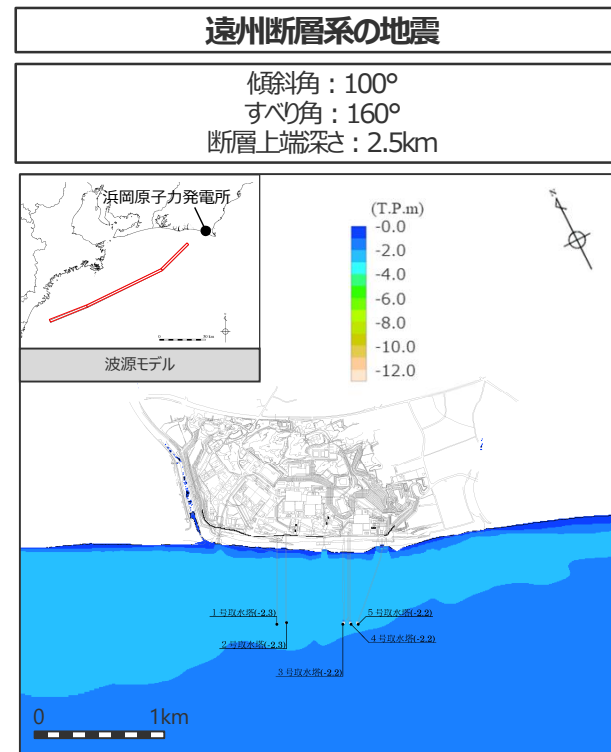 遠州断層系の地震
傾斜角：100°
すべり角：160°
断層上端深さ：2.5km
浜岡原子力発電所
波源モデル
(T.P.m)
-0.0
-2.0
-4.0
-6.0
-8.0
-10.0
-12.0
N
1号取水塔(-2.3)
2号取水塔(-2.3)
3号取水塔(-2.2)
5号取水塔(-2.2)
4号取水塔(-2.2)
0 1km